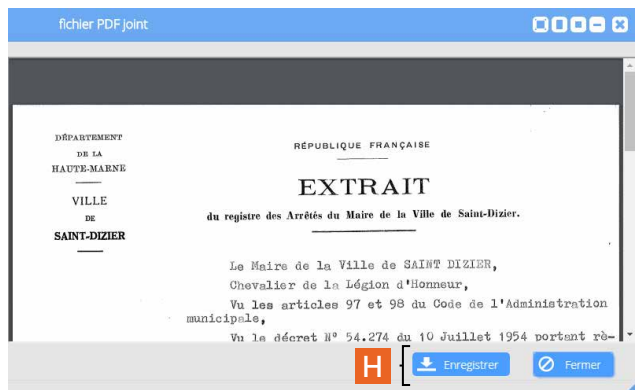 fichier PDF joint
DÉPARTEMENT
DE LA
HAUTE-MARNE
VILLE
DE
SAINT-DIZIER
RÉPUBLIQUE FRANÇAISE
EXTRAIT
du registre des Arrêtés du Maire de la Ville de Saint-Dizier.
Le Maire de la Ville de SAINT DIZIER,
Chevalier de la Légion d'Honneur,
Vu les articles 97 et 98 du Code de l'Administration
municipale,
Vu le décret N° 54.274 du 10 Juillet 1954 portant rè-
H
Enregistrer
Fermer